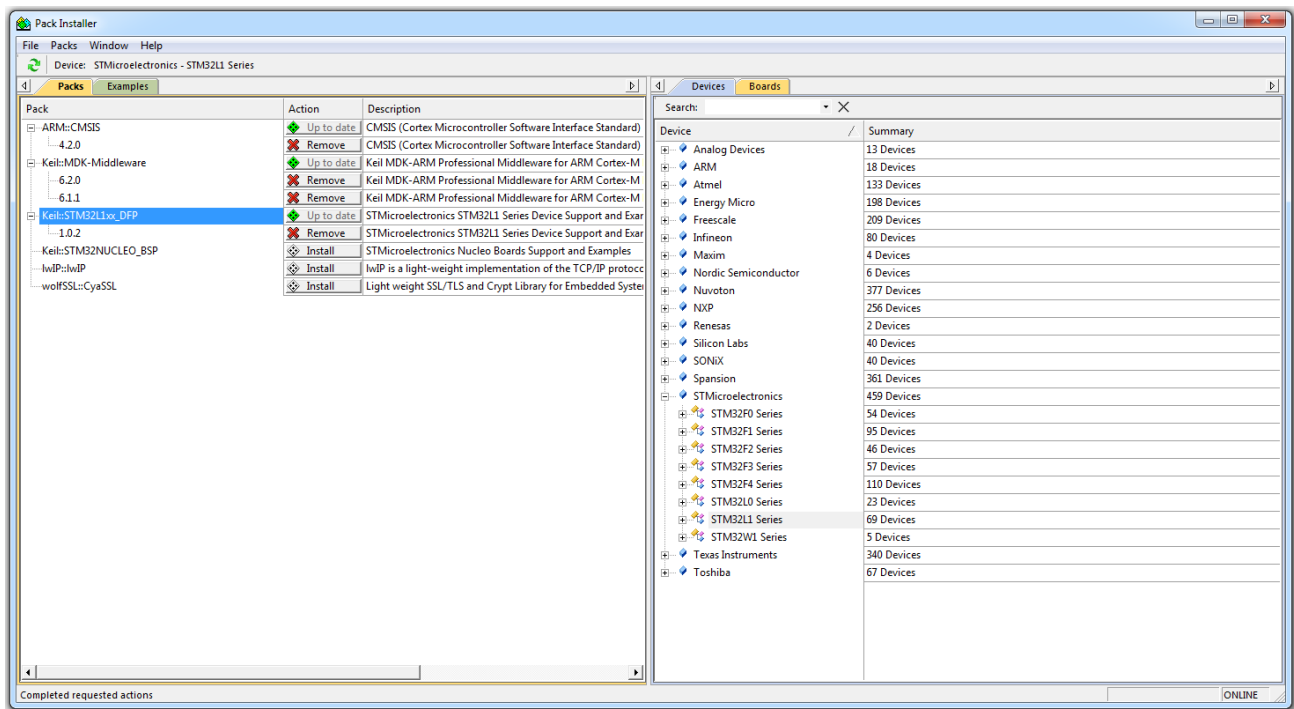 Pack Installer
File Packs Window Help
Device: STMicroelectronics - STM32L1 Series
Packs Examples
Pack Action Description
ARM::CMSIS Up to date CMSIS (Cortex Microcontroller Software Interface Standard)
4.2.0 Remove CMSIS (Cortex Microcontroller Software Interface Standard)
Keil::MDK-Middleware Up to date Keil MDK-ARM Professional Middleware for ARM Cortex-M
6.2.0 Remove Keil MDK-ARM Professional Middleware for ARM Cortex-M
6.1.1 Remove Keil MDK-ARM Professional Middleware for ARM Cortex-M
Keil::STM32L1xx_DFP Up to date STMicroelectronics STM32L1 Series Device Support and Exar
1.0.2 Remove STMicroelectronics STM32L1 Series Device Support and Exar
Keil::STM32NUCLEO_BSP Install STMicroelectronics Nucleo Boards Support and Examples
lwIP::lwIP Install lwIP is a light-weight implementation of the TCP/IP protocc
wolfSSL::CyaSSL Install Light weight SSL/TLS and Crypt Library for Embedded Syste
Devices Boards
Search:
Device Summary
Analog Devices 13 Devices
ARM 18 Devices
Atmel 133 Devices
Energy Micro 198 Devices
Freescale 209 Devices
Infineon 80 Devices
Maxim 4 Devices
Nordic Semiconductor 6 Devices
Nuvoton 377 Devices
NXP 256 Devices
Renesas 2 Devices
Silicon Labs 40 Devices
SONiX 40 Devices
Spansion 361 Devices
STMicroelectronics 459 Devices
STM32F0 Series 54 Devices
STM32F1 Series 95 Devices
STM32F2 Series 46 Devices
STM32F3 Series 57 Devices
STM32F4 Series 110 Devices
STM32L0 Series 23 Devices
STM32L1 Series 69 Devices
STM32W1 Series 5 Devices
Texas Instruments 340 Devices
Toshiba 67 Devices
Completed requested actions
ONLINE